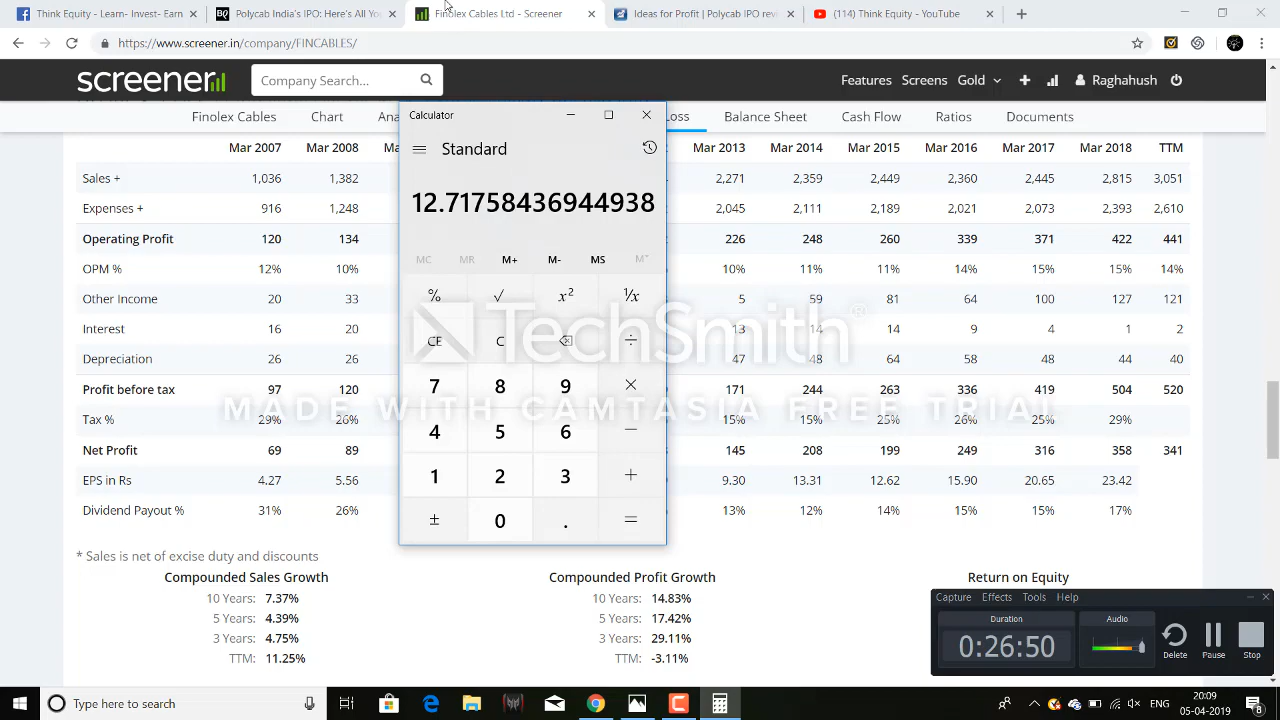 Think Equity - Learn- Invest- Earn
Polycab India's IPO: Here's All You
Finolex Cables Ltd - Screener
Ideas for Profit | Polycab IPO revi
(114) Think Equity - YouTube
https://www.screener.in/company/FINCABLES/
screener
Company Search...
Features Screens Gold Raghahush
Finolex Cables Chart Loss Balance Sheet Cash Flow Ratios Documents
Mar 2007 Mar 2008 Mar 2013 Mar 2014 Mar 2015 Mar 2016 Mar 2017 Mar 2018 TTM
Sales + 1,036 1,382 2,271 2,359 2,449 2,360 2,445 2,815 3,051
Expenses + 916 1,248 2,045 2,111 2,189 2,021 2,073 2,393 2,610
Operating Profit 120 134 226 248 260 339 371 422 441
OPM % 12% 10% 10% 11% 11% 14% 15% 15% 14%
Other Income 20 33 5 59 81 64 100 127 121
Interest 16 20 13 14 14 9 4 1 2
Depreciation 26 26 47 48 64 58 48 44 40
Profit before tax 97 120 171 244 263 336 419 504 520
Tax % 29% 26% 15% 15% 25% 26% 25% 29%
Net Profit 69 89 145 208 199 249 316 358 341
EPS in Rs 4.27 5.56 9.30 13.31 12.62 15.90 20.65 23.42
Dividend Payout % 31% 26% 13% 12% 14% 15% 15% 17%
* Sales is net of excise duty and discounts
Compounded Sales Growth
10 Years: 7.37%
5 Years: 4.39%
3 Years: 4.75%
TTM: 11.25%
Compounded Profit Growth
10 Years: 14.83%
5 Years: 17.42%
3 Years: 29.11%
TTM: -3.11%
Return on Equity
Calculator
Standard
12.71758436944938
MC MR M+ M- MS M˅
% √ x² ¹/x
CE C ÷
7 8 9 ×
4 5 6 −
1 2 3 +
± 0 . =
TechSmith®
MADE WITH CAMTASIA FREE TRIAL
Capture Effects Tools Help
Duration
0:26:50
Audio
Delete Pause Stop
Type here to search
ENG
20:09
05-04-2019
8